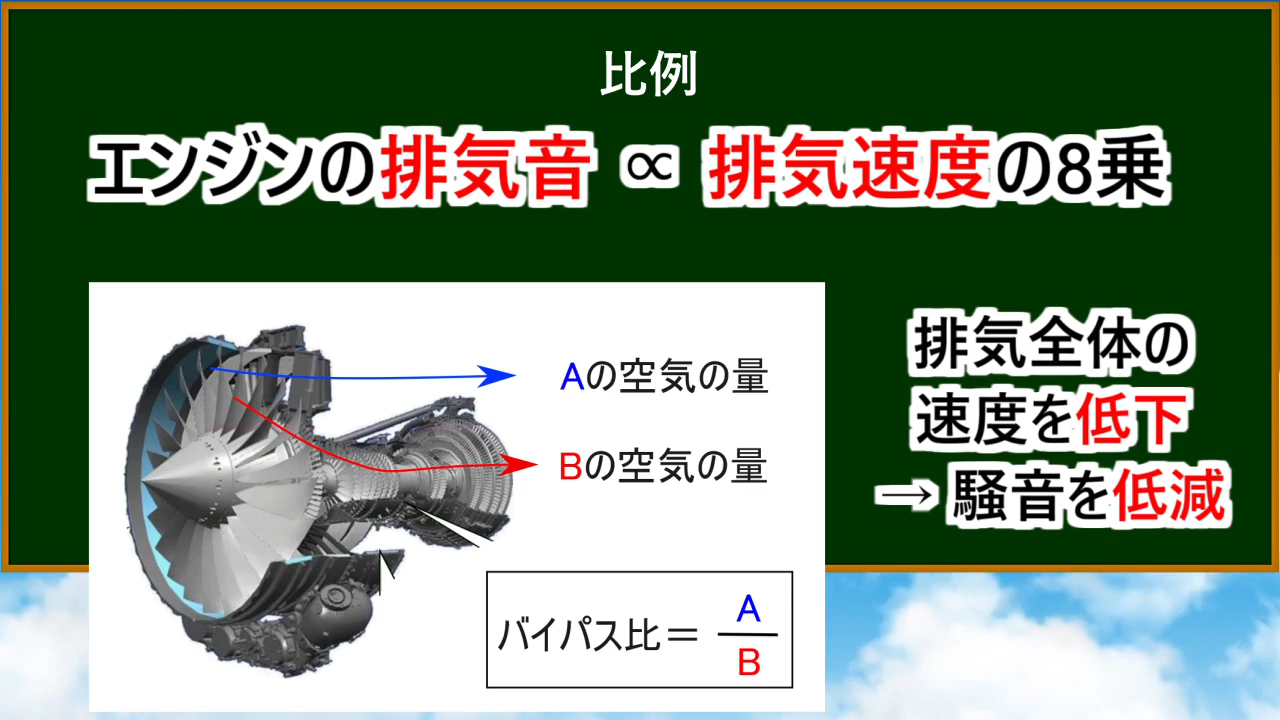 比例
エンジンの排気音 ∝ 排気速度の8乗
Aの空気の量
Bの空気の量
バイパス比＝ A
B
排気全体の
速度を低下
→ 騒音を低減